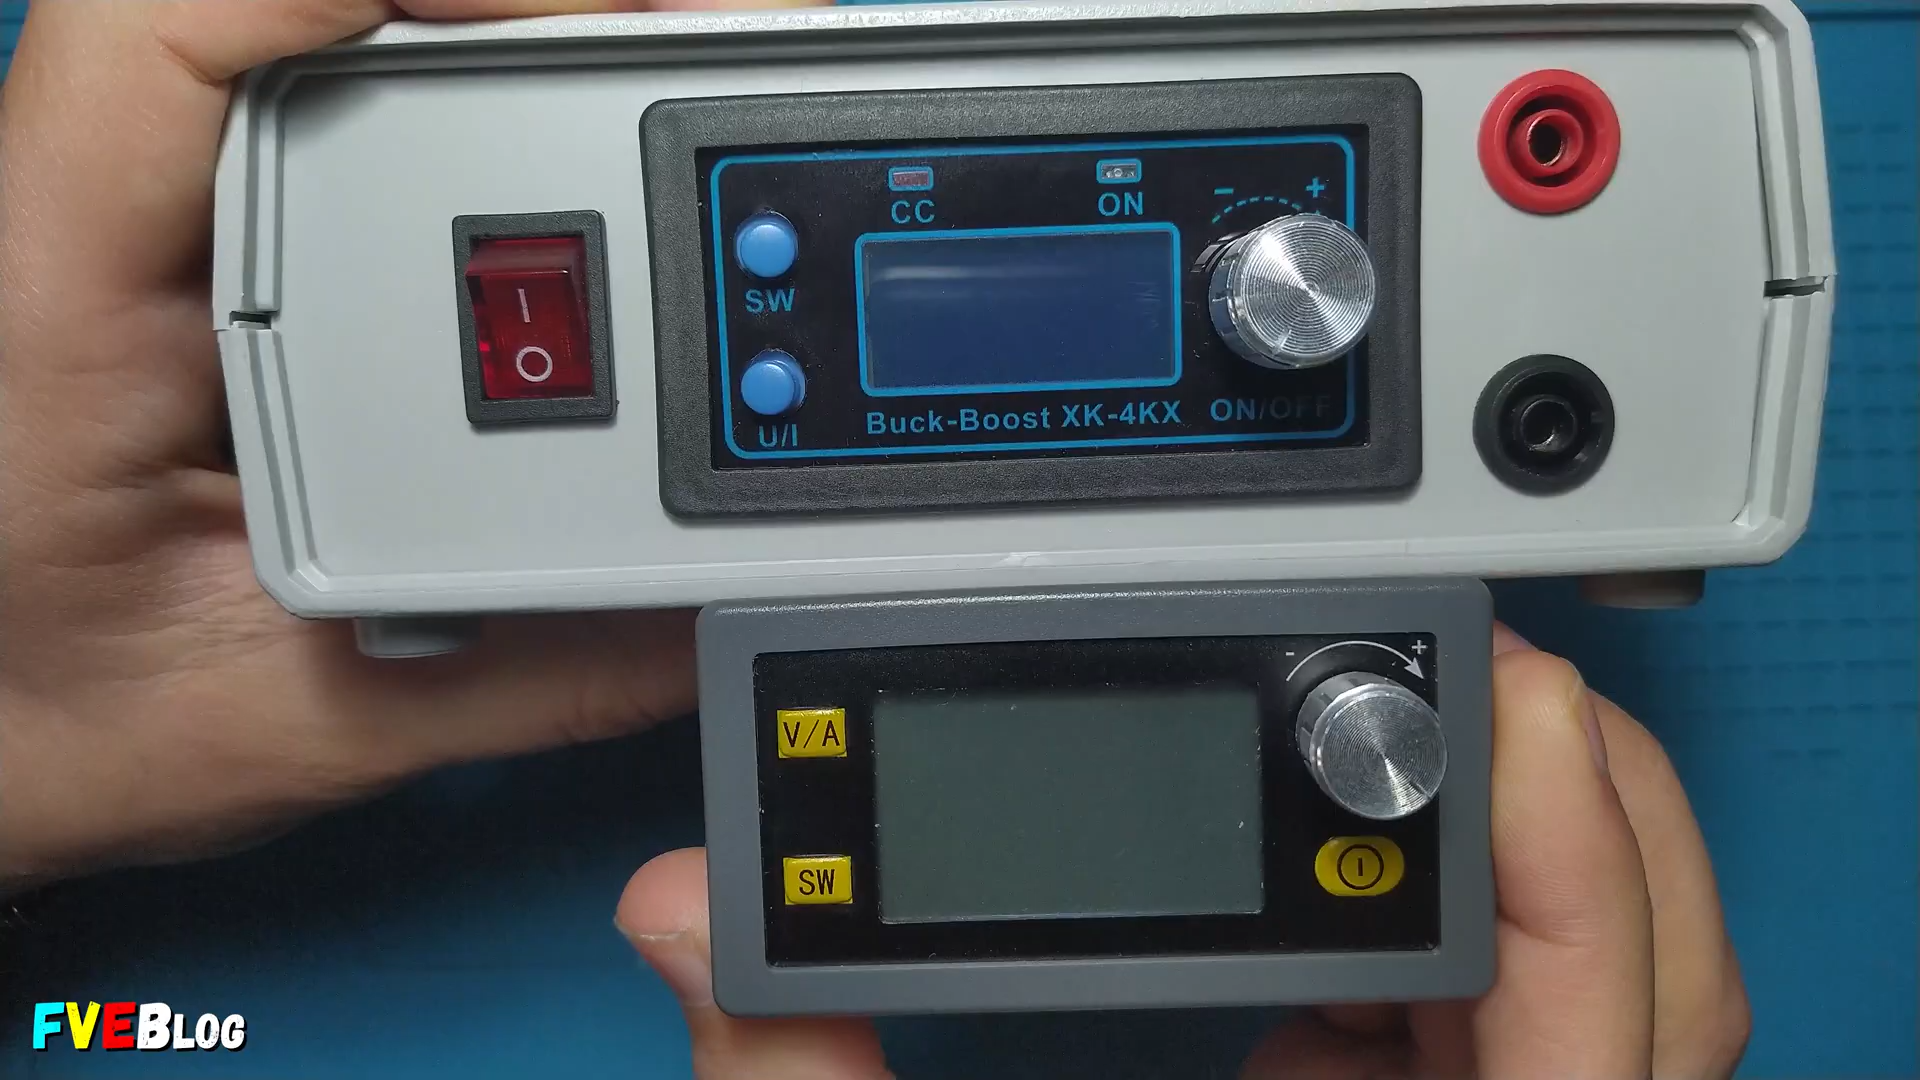 CC
ON
- +
SW
I
O
U/I
Buck-Boost XK-4KX
ON/OFF
- +
V/A
SW
FVEBLOG